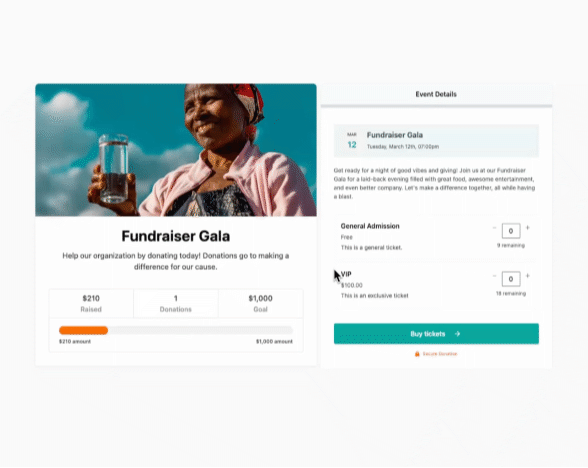 Fundraiser Gala
Help our organization by donating today! Donations go to making a
difference for our cause.
$210
Raised
1
Donations
$1,000
Goal
$210 amount
$1,000 amount
Event Details
MAR
12
Fundraiser Gala
Tuesday, March 12th, 07:00pm
Get ready for a night of good vibes and giving! Join us at our Fundraiser
Gala for a laid-back evening filled with great food, awesome entertainment,
and even better company. Let's make a difference together, all while having
a blast.
General Admission
Free
This is a general ticket.
- 0 +
9 remaining
VIP
$100.00
This is an exclusive ticket
- 0 +
18 remaining
Buy tickets →
Secure Donation